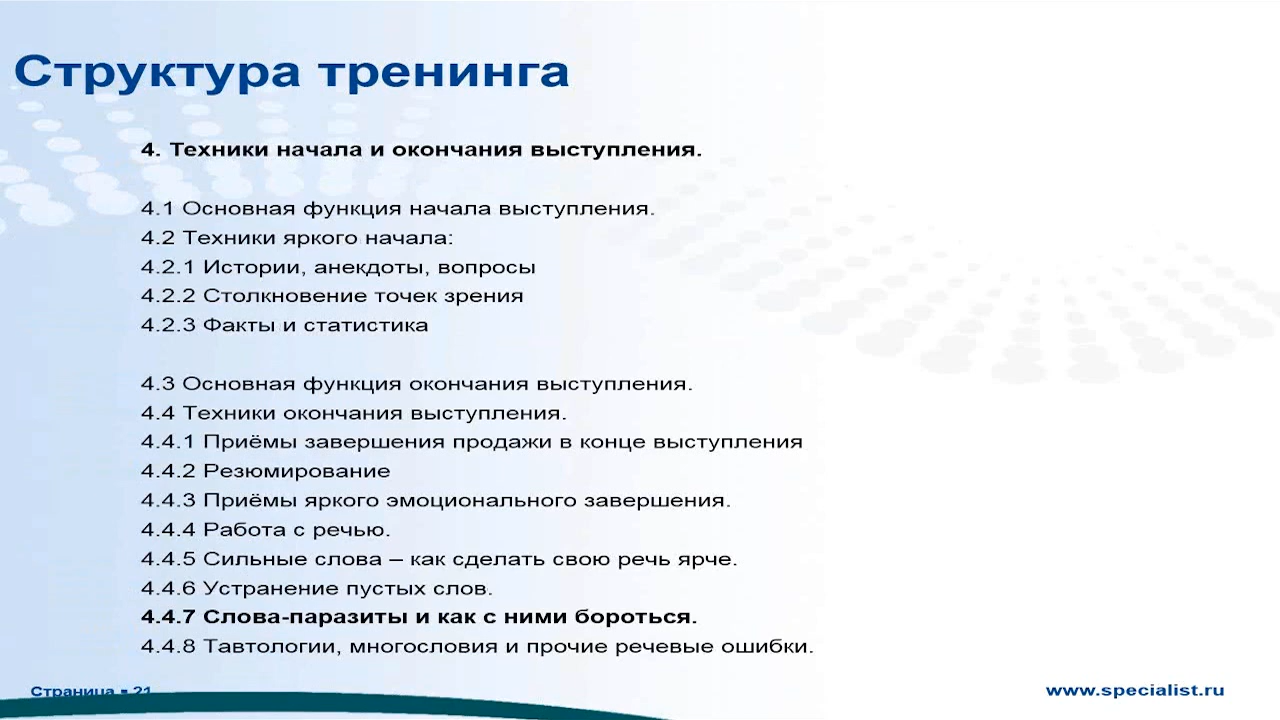 Структура тренинга
4. Техники начала и окончания выступления.
4.1 Основная функция начала выступления.
4.2 Техники яркого начала:
4.2.1 Истории, анекдоты, вопросы
4.2.2 Столкновение точек зрения
4.2.3 Факты и статистика
4.3 Основная функция окончания выступления.
4.4 Техники окончания выступления.
4.4.1 Приёмы завершения продажи в конце выступления
4.4.2 Резюмирование
4.4.3 Приёмы яркого эмоционального завершения.
4.4.4 Работа с речью.
4.4.5 Сильные слова – как сделать свою речь ярче.
4.4.6 Устранение пустых слов.
4.4.7 Слова-паразиты и как с ними бороться.
4.4.8 Тавтологии, многословия и прочие речевые ошибки.
Страница ▪ 21
www.specialist.ru